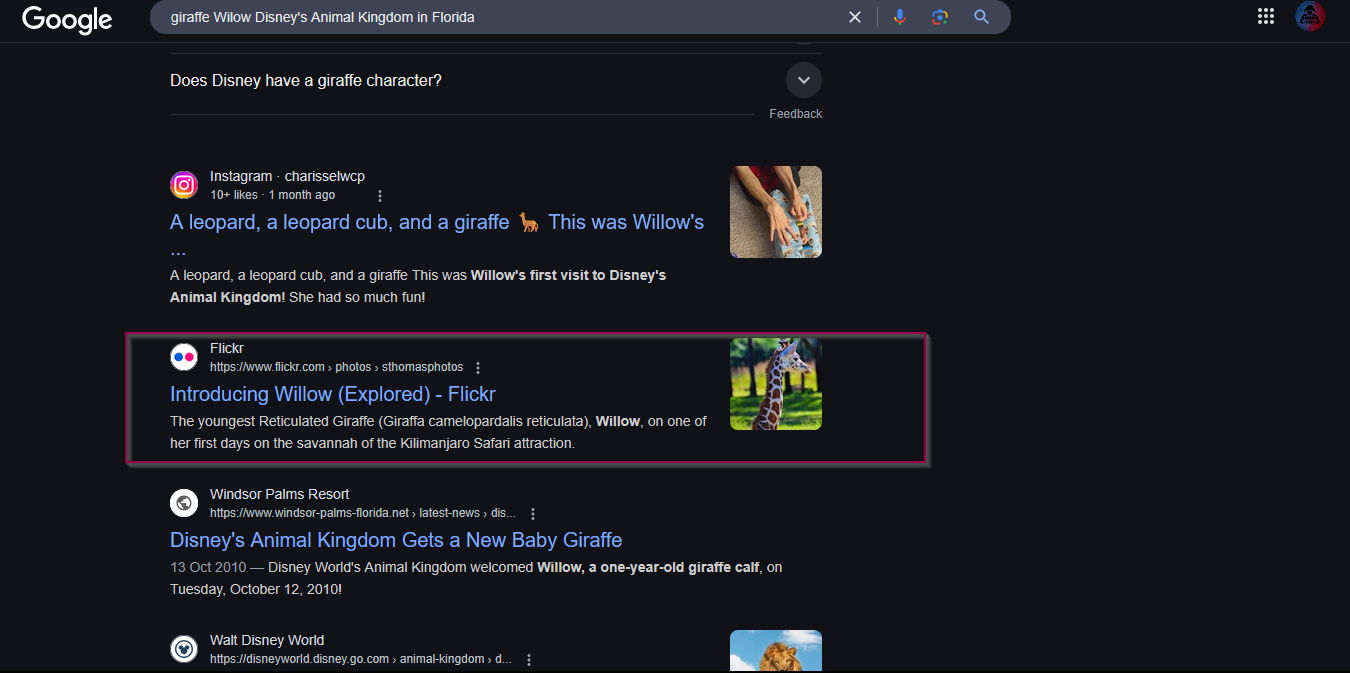 Google
giraffe Wilow Disney's Animal Kingdom in Florida
Does Disney have a giraffe character?
Feedback
Instagram · charisselwcp
10+ likes · 1 month ago
A leopard, a leopard cub, and a giraffe 🦒 This was Willow's
...
A leopard, a leopard cub, and a giraffe This was Willow's first visit to Disney's
Animal Kingdom! She had so much fun!
Flickr
https://www.flickr.com › photos › sthomasphotos
Introducing Willow (Explored) - Flickr
The youngest Reticulated Giraffe (Giraffa camelopardalis reticulata), Willow, on one of
her first days on the savannah of the Kilimanjaro Safari attraction.
Windsor Palms Resort
https://www.windsor-palms-florida.net › latest-news › dis...
Disney's Animal Kingdom Gets a New Baby Giraffe
13 Oct 2010 — Disney World's Animal Kingdom welcomed Willow, a one-year-old giraffe calf, on
Tuesday, October 12, 2010!
Walt Disney World
https://disneyworld.disney.go.com › animal-kingdom › d...